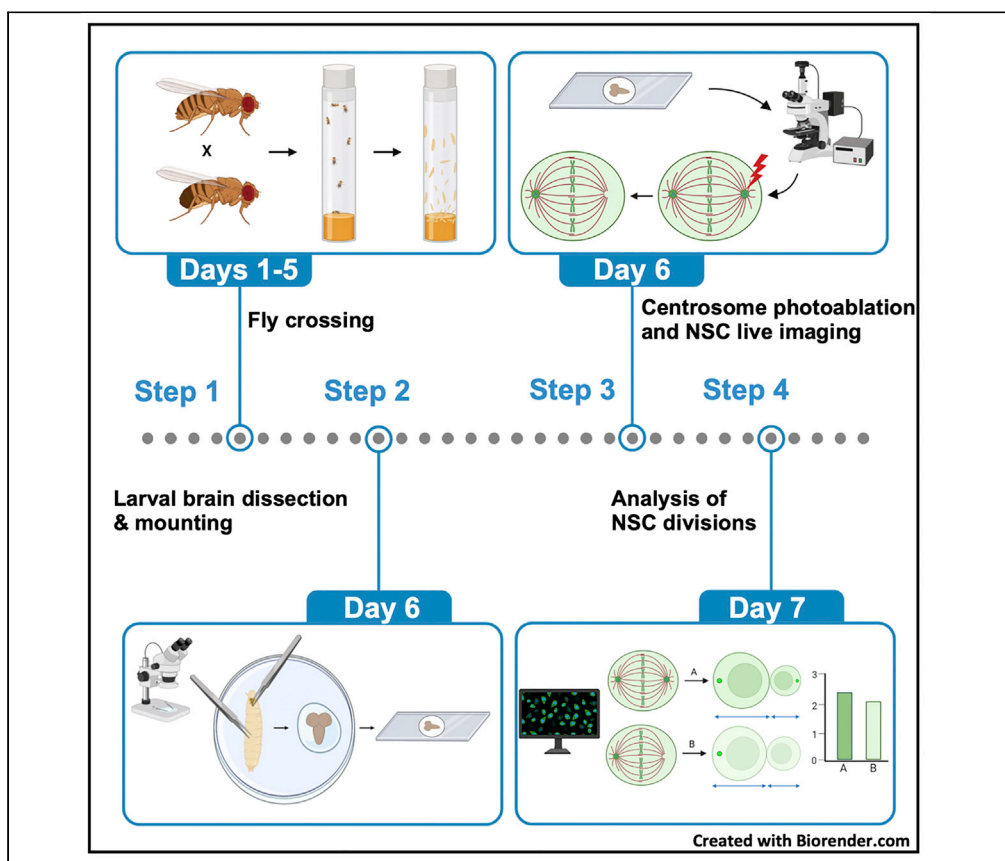 X
Days 1-5
Fly crossing
Day 6
Centrosome photoablation
and NSC live imaging
Step 1
Step 2
Step 3
Step 4
Larval brain dissection
& mounting
Analysis of
NSC divisions
Day 6
Day 7
A
B
3
2
1
0
A
B
Created with Biorender.com